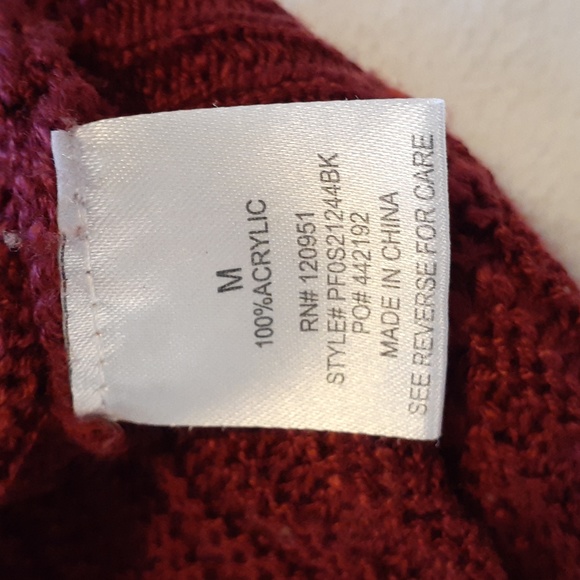 M
100%ACRYLIC
RN# 120951
STYLE# PF0S21244BK
PO# 442192
MADE IN CHINA
SEE REVERSE FOR CARE